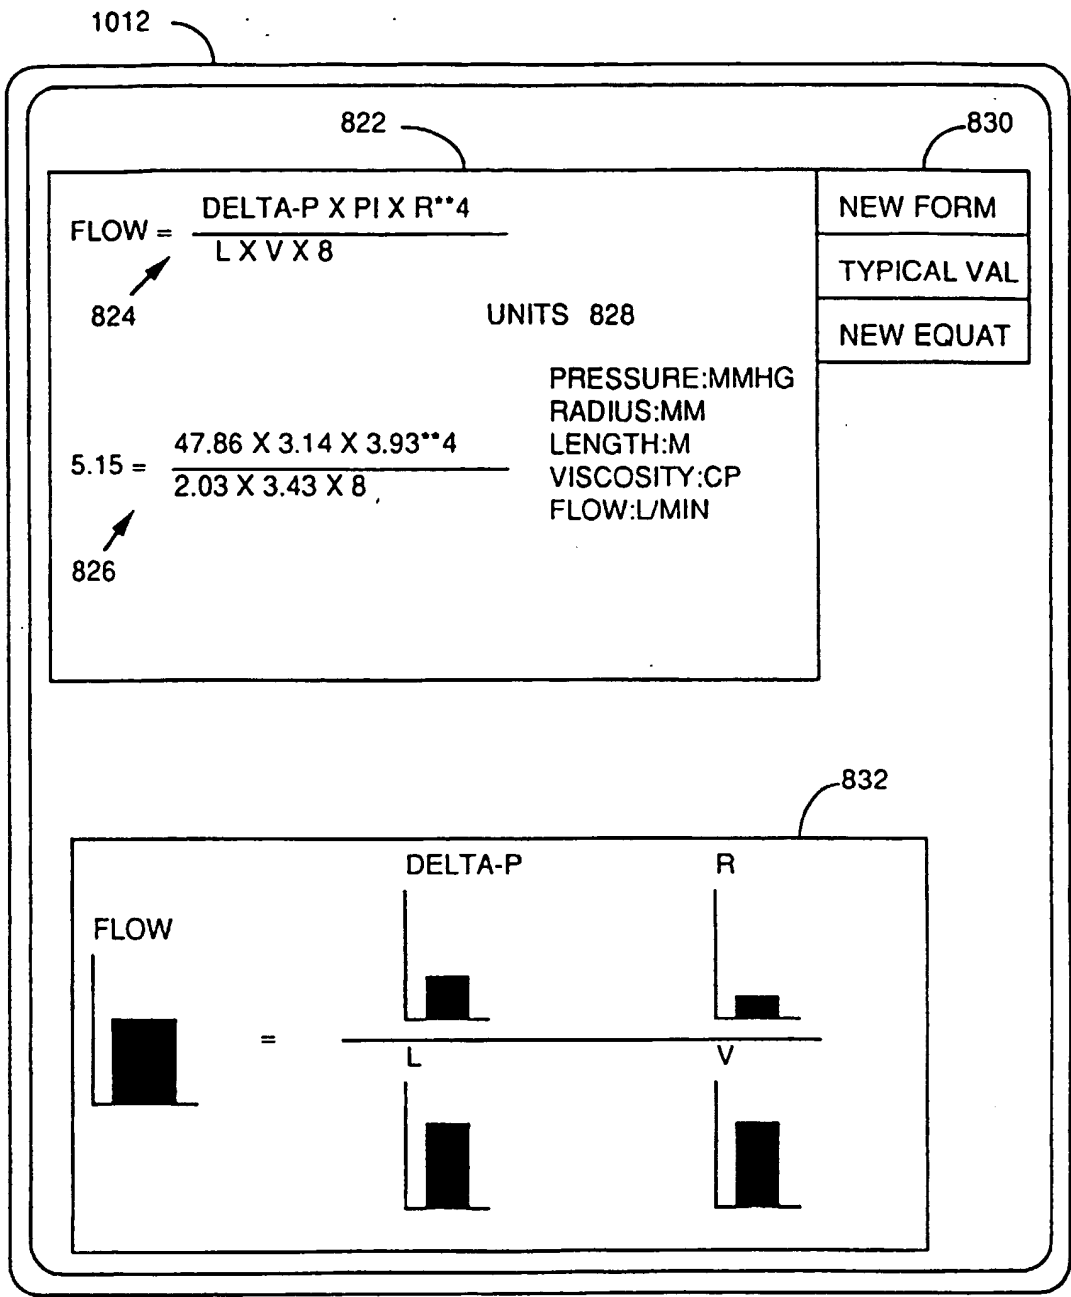 1012
822
830
FLOW = DELTA-P X PI X R**4
L X V X 8
824
UNITS 828
NEW FORM
TYPICAL VAL
NEW EQUAT
PRESSURE:MMHG
RADIUS:MM
LENGTH:M
VISCOSITY:CP
FLOW:L/MIN
5.15 = 47.86 X 3.14 X 3.93**4
2.03 X 3.43 X 8
826
832
DELTA-P
R
FLOW
=
L
V